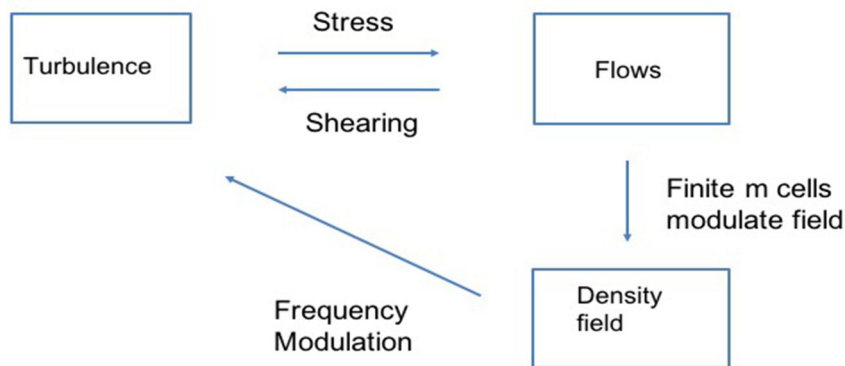 Stress
Turbulence
Flows
Shearing
Finite m cells
modulate field
Density
field
Frequency
Modulation